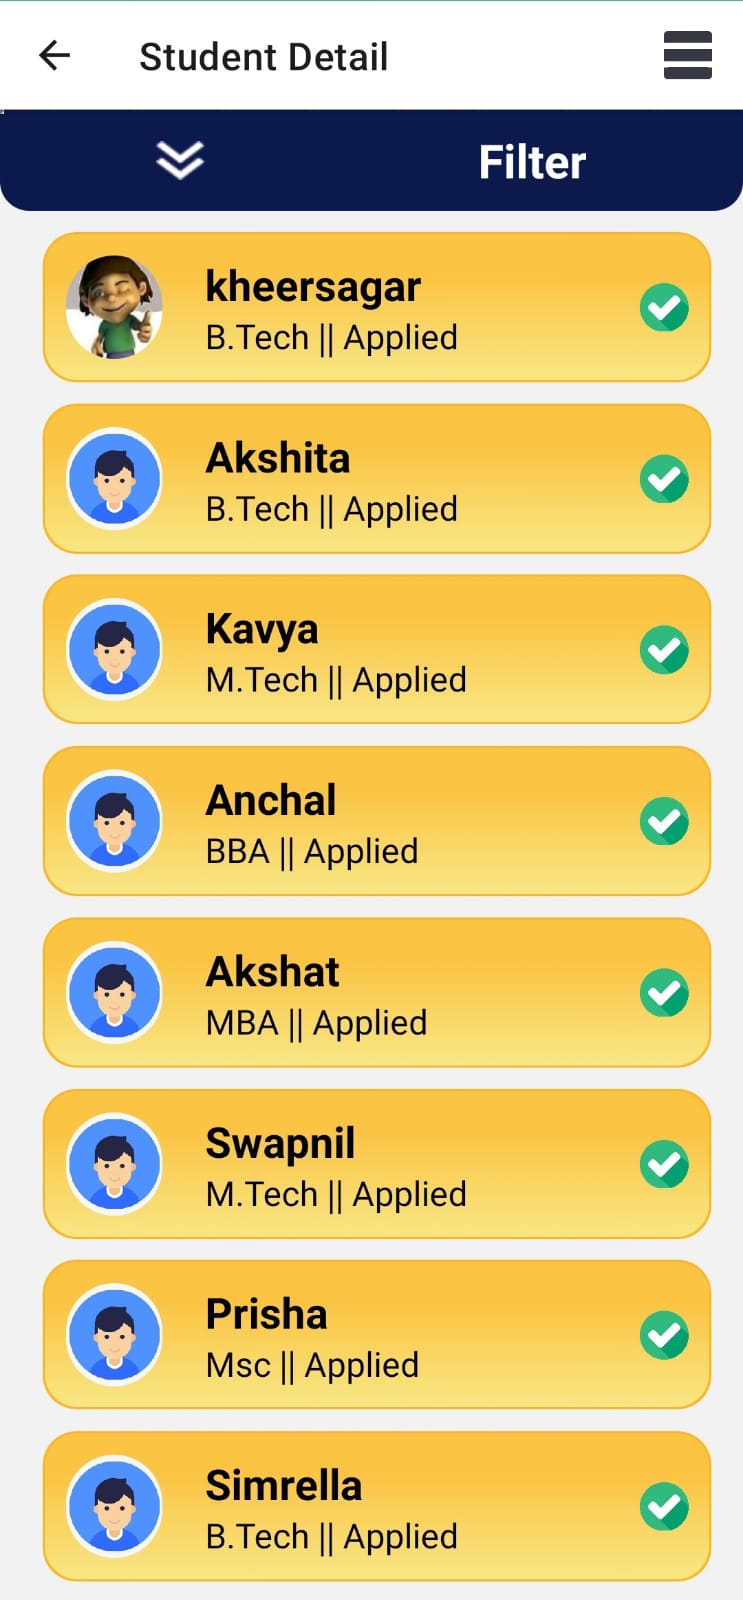 Student Detail
Filter
kheersagar
B.Tech || Applied
Akshita
B.Tech || Applied
Kavya
M.Tech || Applied
Anchal
BBA || Applied
Akshat
MBA || Applied
Swapnil
M.Tech || Applied
Prisha
Msc || Applied
Simrella
B.Tech || Applied